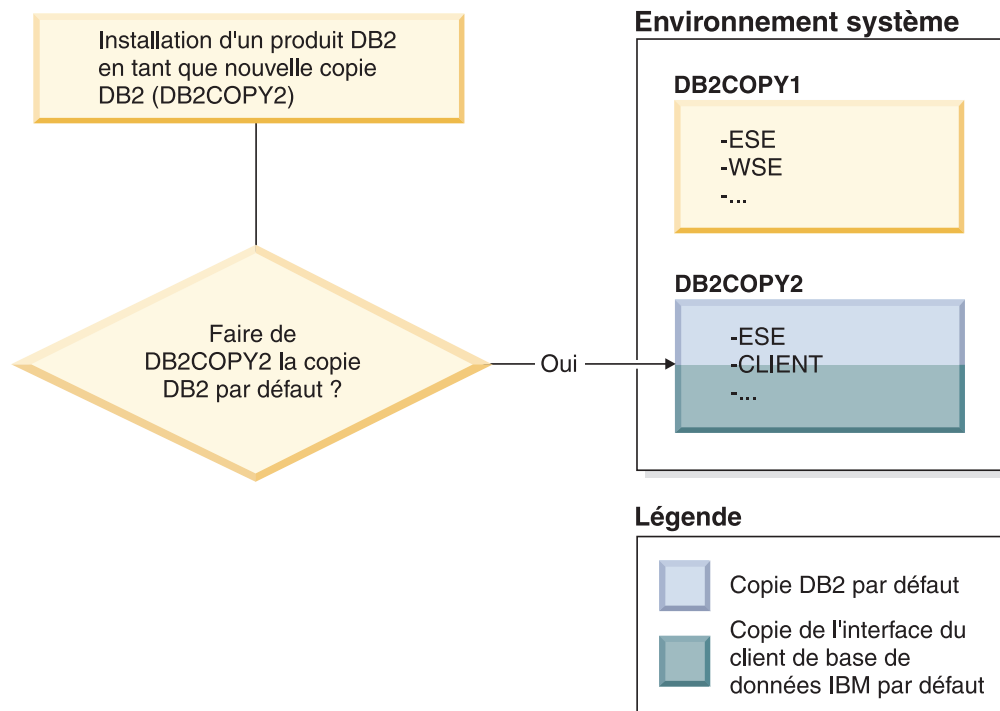 Installation d'un produit DB2
en tant que nouvelle copie
DB2 (DB2COPY2)
Faire de
DB2COPY2 la copie
DB2 par défaut ?
Oui
Environnement système
DB2COPY1
-ESE
-WSE
-...
DB2COPY2
-ESE
-CLIENT
-...
Légende
Copie DB2 par défaut
Copie de l'interface du
client de base de
données IBM par défaut